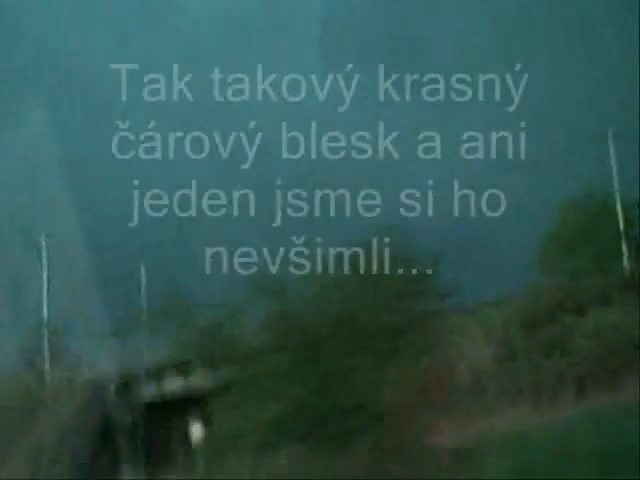 Tak takový krasný
čárový blesk a ani
jeden jsme si ho
nevšimli...